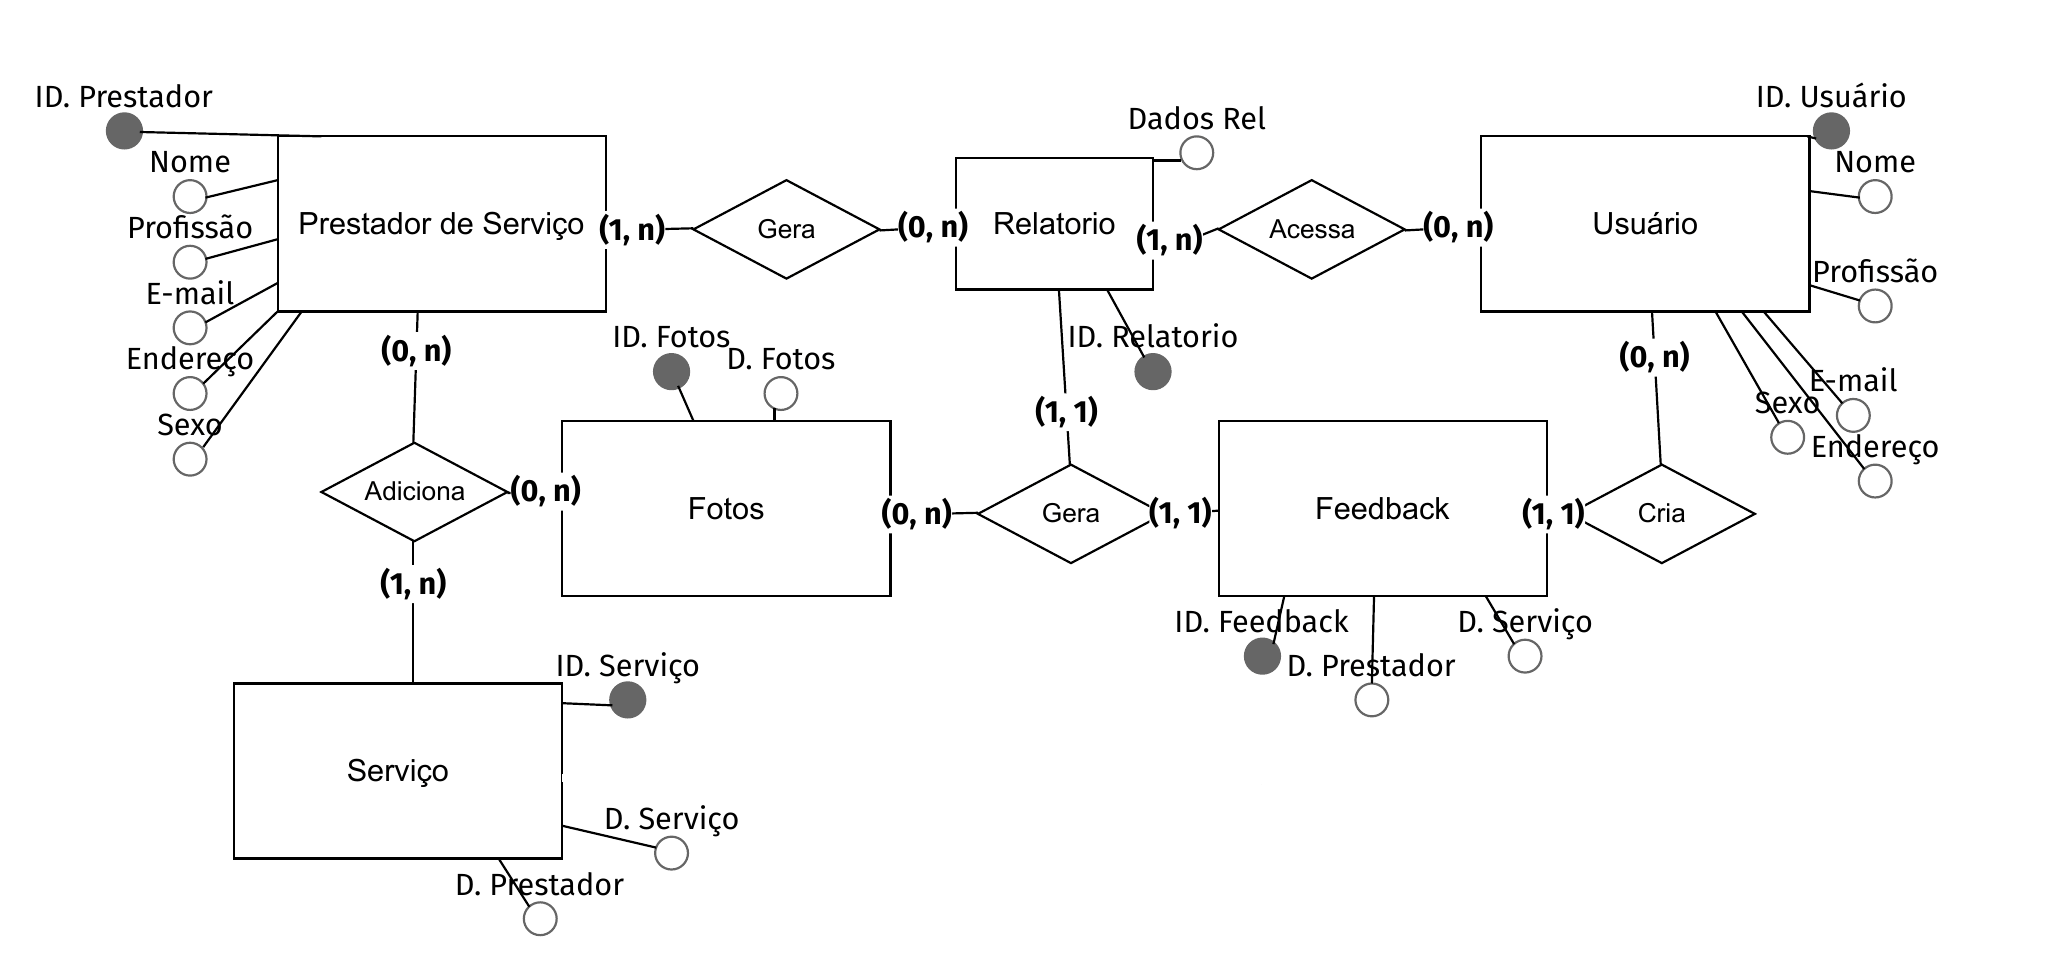 ID. Prestador
ID. Usuário
Dados Rel
Nome
Nome
Profissão
Prestador de Serviço
(1, n)
Gera
(0, n)
Relatorio
(1, n)
Acessa
(0, n)
Usuário
Profissão
E-mail
Endereço
Sexo
(0, n)
ID. Fotos
D. Fotos
ID. Relatorio
(0, n)
E-mail
Sexo
Endereço
(1, 1)
Adiciona
(0, n)
Fotos
(0, n)
Gera
(1, 1)
Feedback
(1, 1)
Cria
(1, n)
ID. Feedback
D. Prestador
D. Serviço
ID. Serviço
Serviço
D. Serviço
D. Prestador